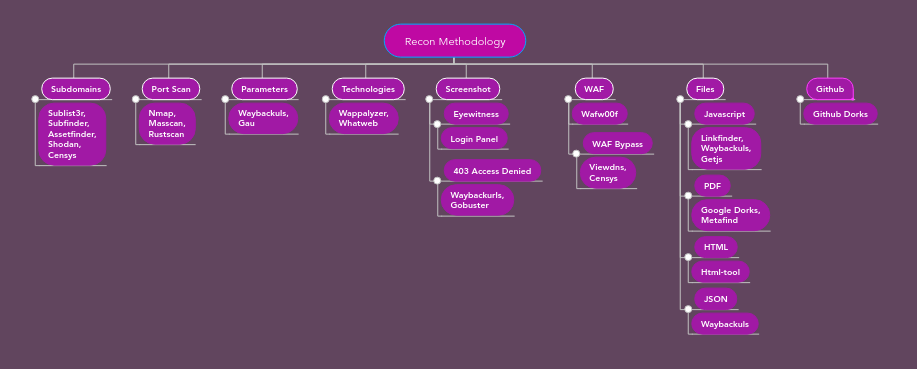 Recon Methodology
Subdomains
Sublist3r,
Subfinder,
Assetfinder,
Shodan,
Censys
Port Scan
Nmap,
Masscan,
Rustscan
Parameters
Waybackuls,
Gau
Technologies
Wappalyzer,
Whatweb
Screenshot
Eyewitness
Login Panel
403 Access Denied
Waybackurls,
Gobuster
WAF
Wafw00f
WAF Bypass
Viewdns,
Censys
Files
Javascript
Linkfinder,
Waybackuls,
Getjs
PDF
Google Dorks,
Metafind
HTML
Html-tool
JSON
Waybackuls
Github
Github Dorks